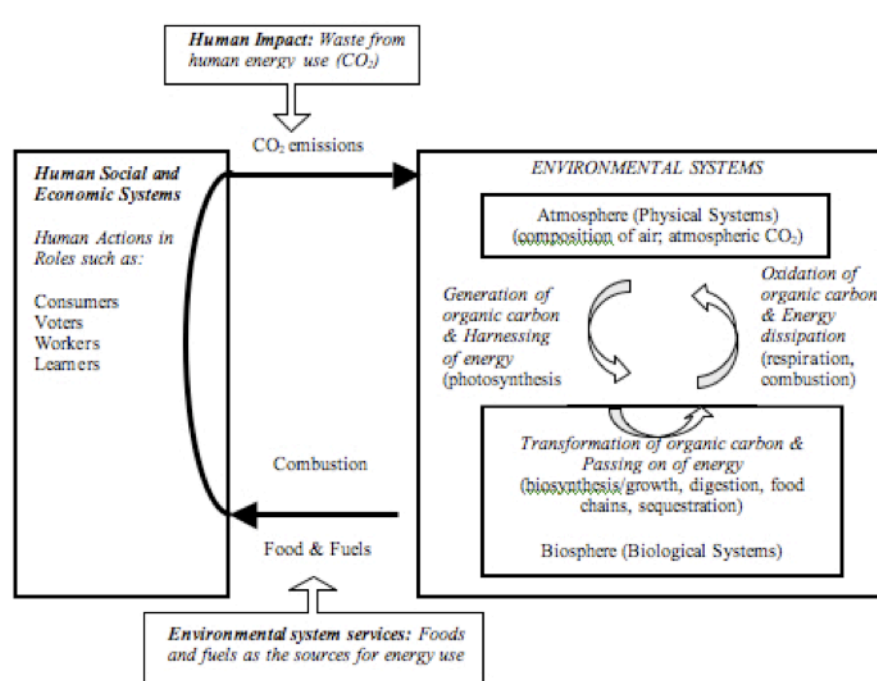 Human Impact: Waste from
human energy use (CO₂)
CO₂ emissions
Human Social and
Economic Systems
Human Actions in
Roles such as:
Consumers
Voters
Workers
Learners
Combustion
Food & Fuels
Environmental system services: Foods
and fuels as the sources for energy use
ENVIRONMENTAL SYSTEMS
Atmosphere (Physical Systems)
(composition of air; atmospheric CO₂)
Generation of
organic carbon
& Harnessing
of energy
(photosynthesis
Oxidation of
organic carbon
& Energy
dissipation
(respiration,
combustion)
Transformation of organic carbon &
Passing on of energy
(biosynthesis/growth, digestion, food
chains, sequestration)
Biosphere (Biological Systems)